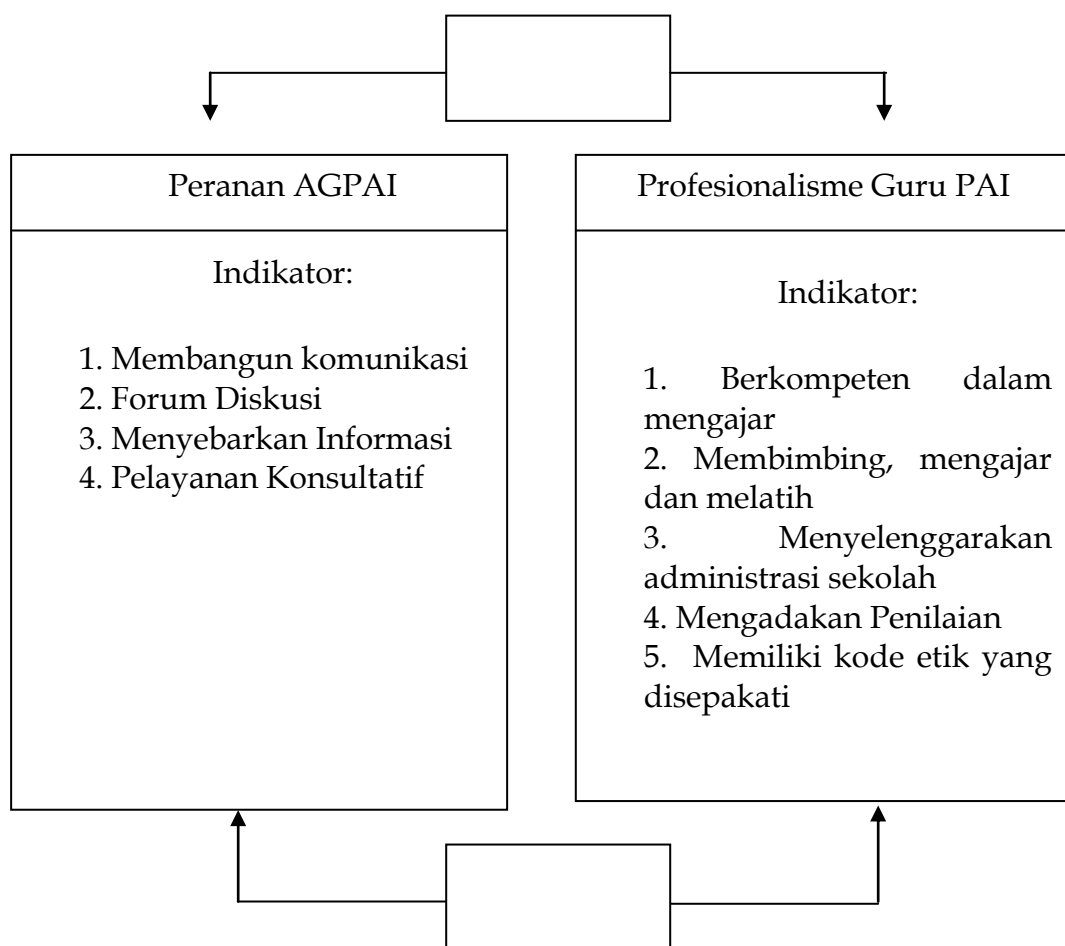 Peranan AGPAI
Indikator:
1. Membangun komunikasi
2. Forum Diskusi
3. Menyebarkan Informasi
4. Pelayanan Konsultatif
Profesionalisme Guru PAI
Indikator:
1. Berkompeten dalam
mengajar
2. Membimbing, mengajar
dan melatih
3. Menyelenggarakan
administrasi sekolah
4. Mengadakan Penilaian
5. Memiliki kode etik yang
disepakati